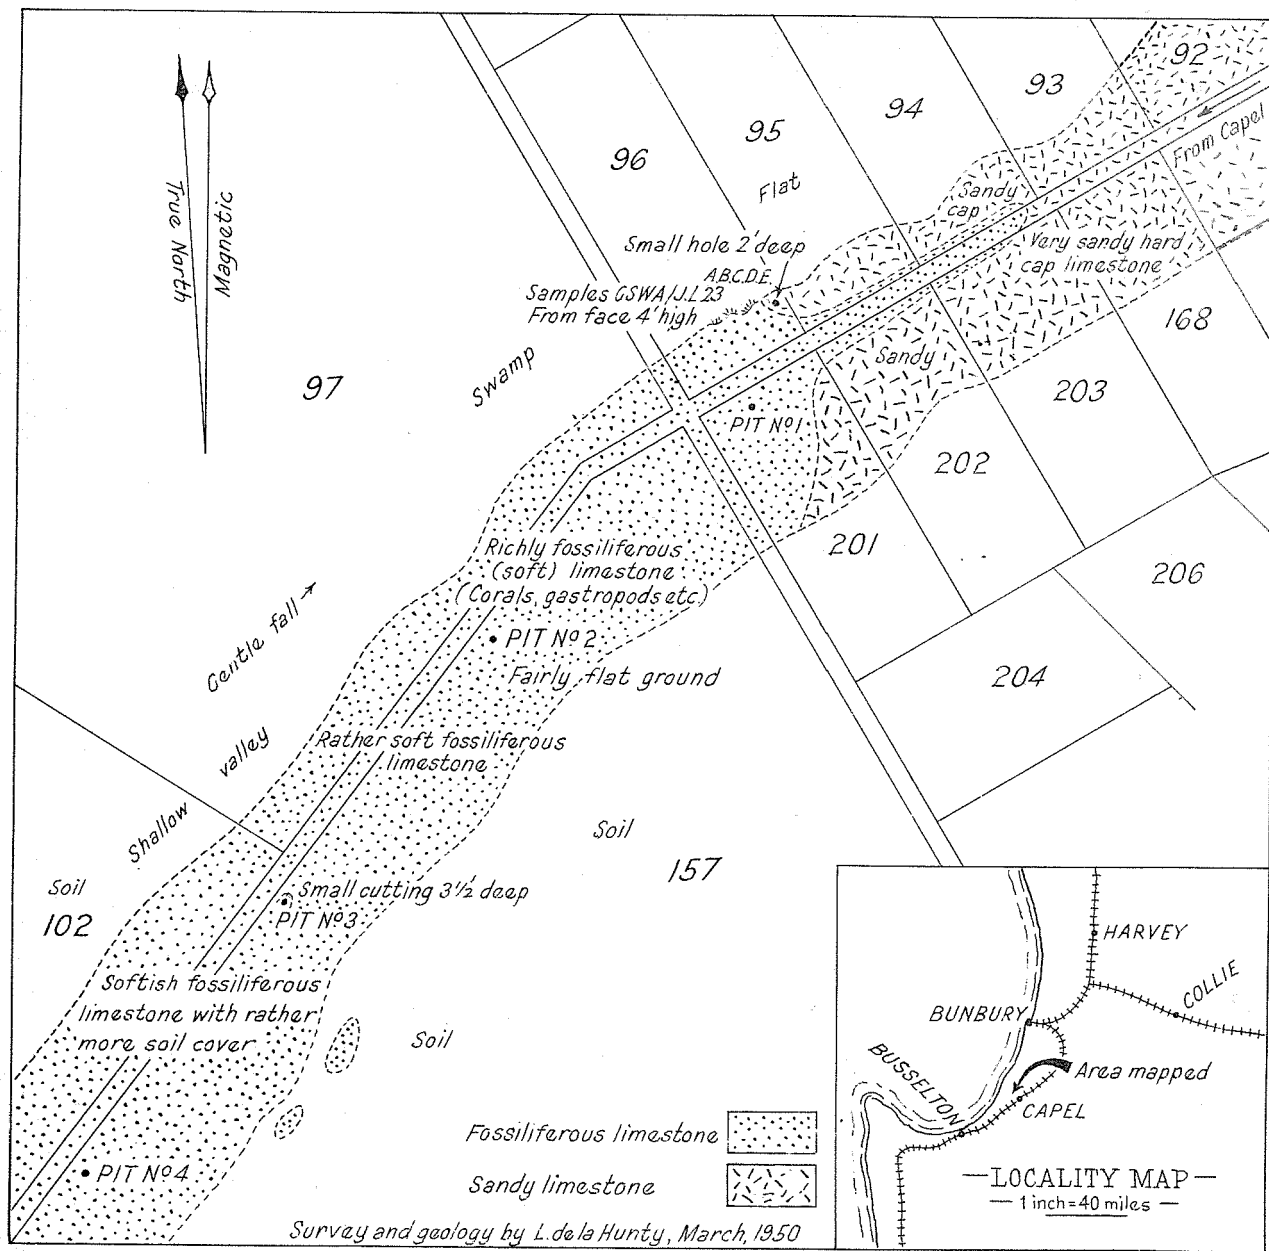 92
93
94
95
96
Flat
From Capel
True North
Magnetic
Sandy
cap
Small hole 2' deep
A.B.C.D.E.
Samples GSWA/J.L23
From face 4' high
Very sandy hard
cap limestone
168
Sandy
97
Swamp
203
PIT Nº1
202
201
206
Richly fossiliferous
(soft) limestone
(Corals, gastropods etc.)
Gentle fall
PIT Nº2
Fairly flat ground
204
valley
Rather soft fossiliferous
limestone
Shallow
Soil
157
Soil
102
Small cutting 3½' deep
PIT Nº3
Softish fossiliferous
limestone with rather
more soil cover
Soil
PIT Nº4
Fossiliferous limestone
Sandy limestone
Survey and geology by L. de la Hunty, March, 1950
HARVEY
COLLIE
BUNBURY
BUSSELTON
Area mapped
CAPEL
—LOCALITY MAP—
— 1 inch = 40 miles —